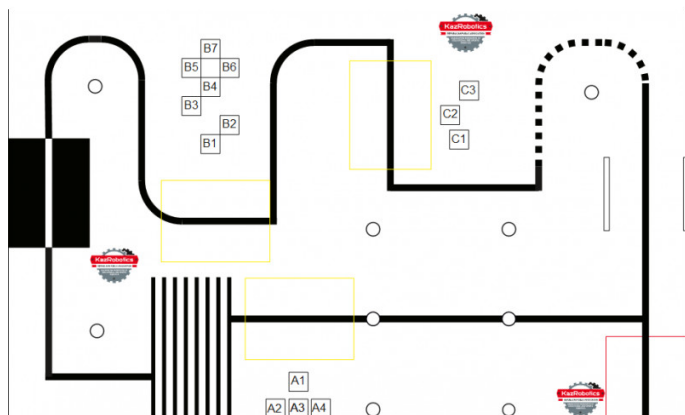 KazRobotics
B7
B5 B6
B4
B3
B2
B1
C3
C2
C1
KazRobotics
A1
A2 A3 A4
KazRobotics